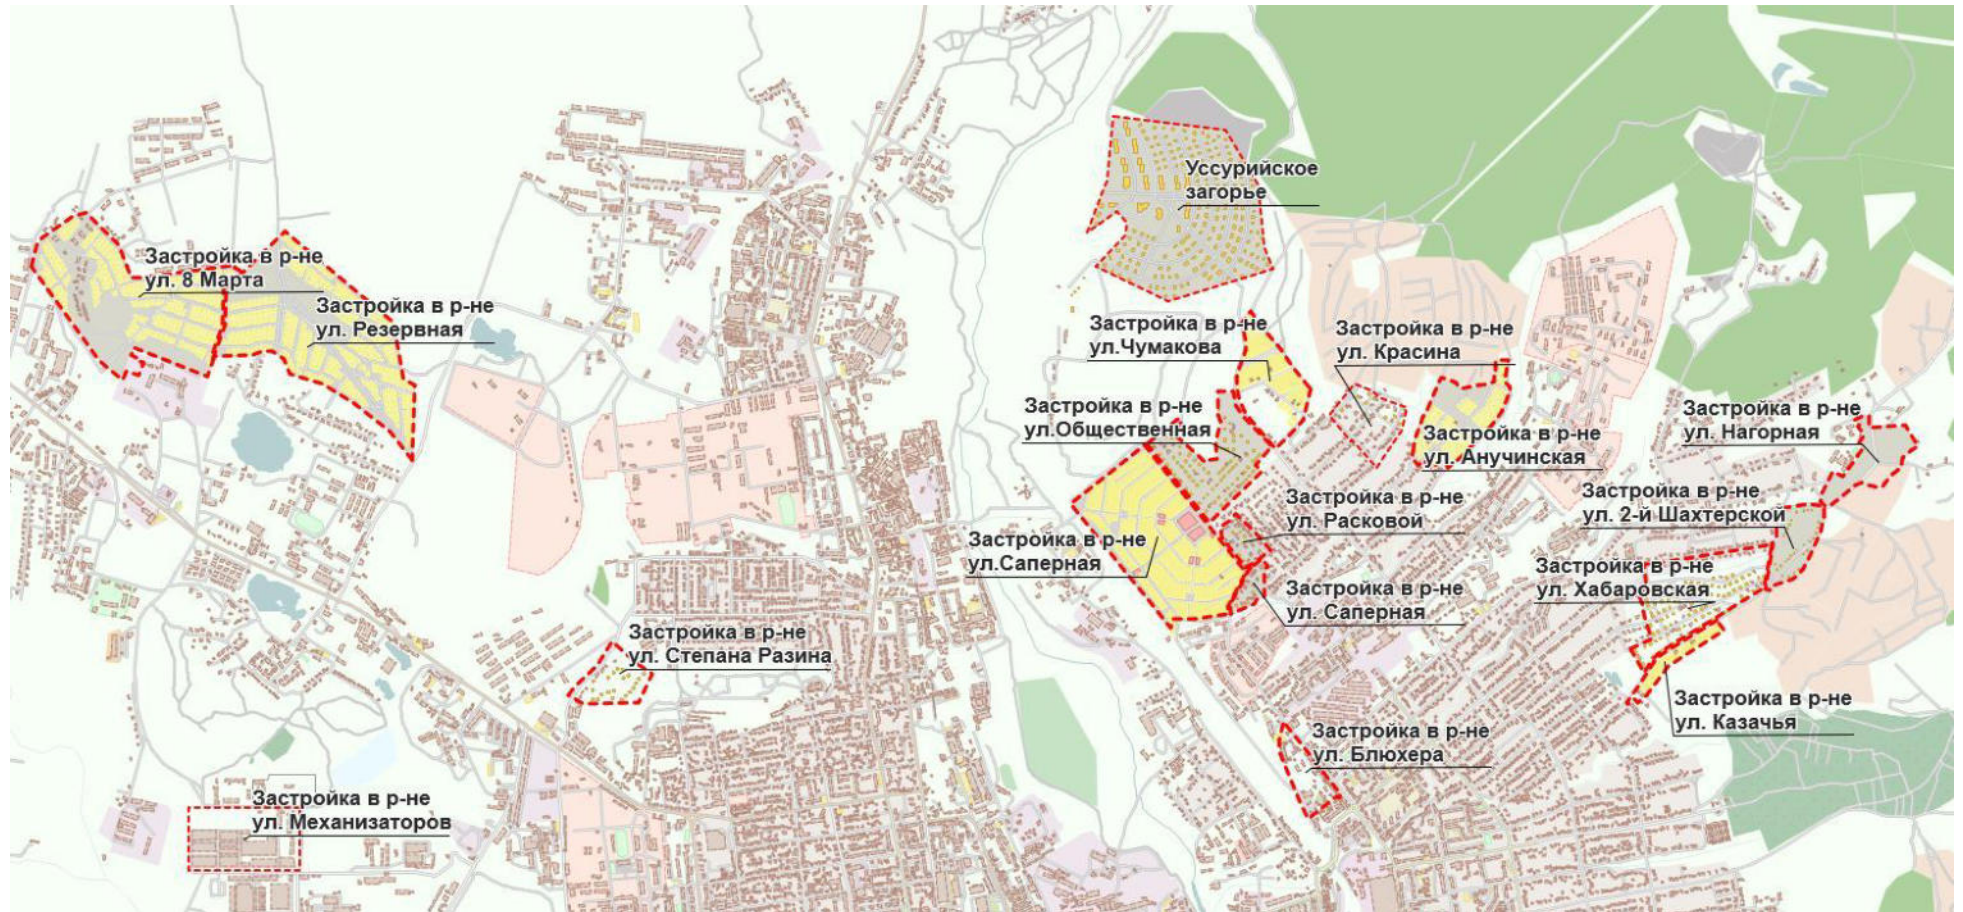 Уссурийское
загорье
Застройка в р-не
ул. 8 Марта
Застройка в р-не
ул. Резервная
Застройка в р-не
ул.Чумакова
Застройка в р-не
ул. Красина
Застройка в р-не
ул.Общественная
Застройка в р-не
ул. Анучинская
Застройка в р-не
ул. Нагорная
Застройка в р-не
ул. Расковой
Застройка в р-не
ул. 2-й Шахтерской
Застройка в р-не
ул.Саперная
Застройка в р-не
ул. Саперная
Застройка в р-не
ул. Хабаровская
Застройка в р-не
ул. Степана Разина
Застройка в р-не
ул. Казачья
Застройка в р-не
ул. Блюхера
Застройка в р-не
ул. Механизаторов